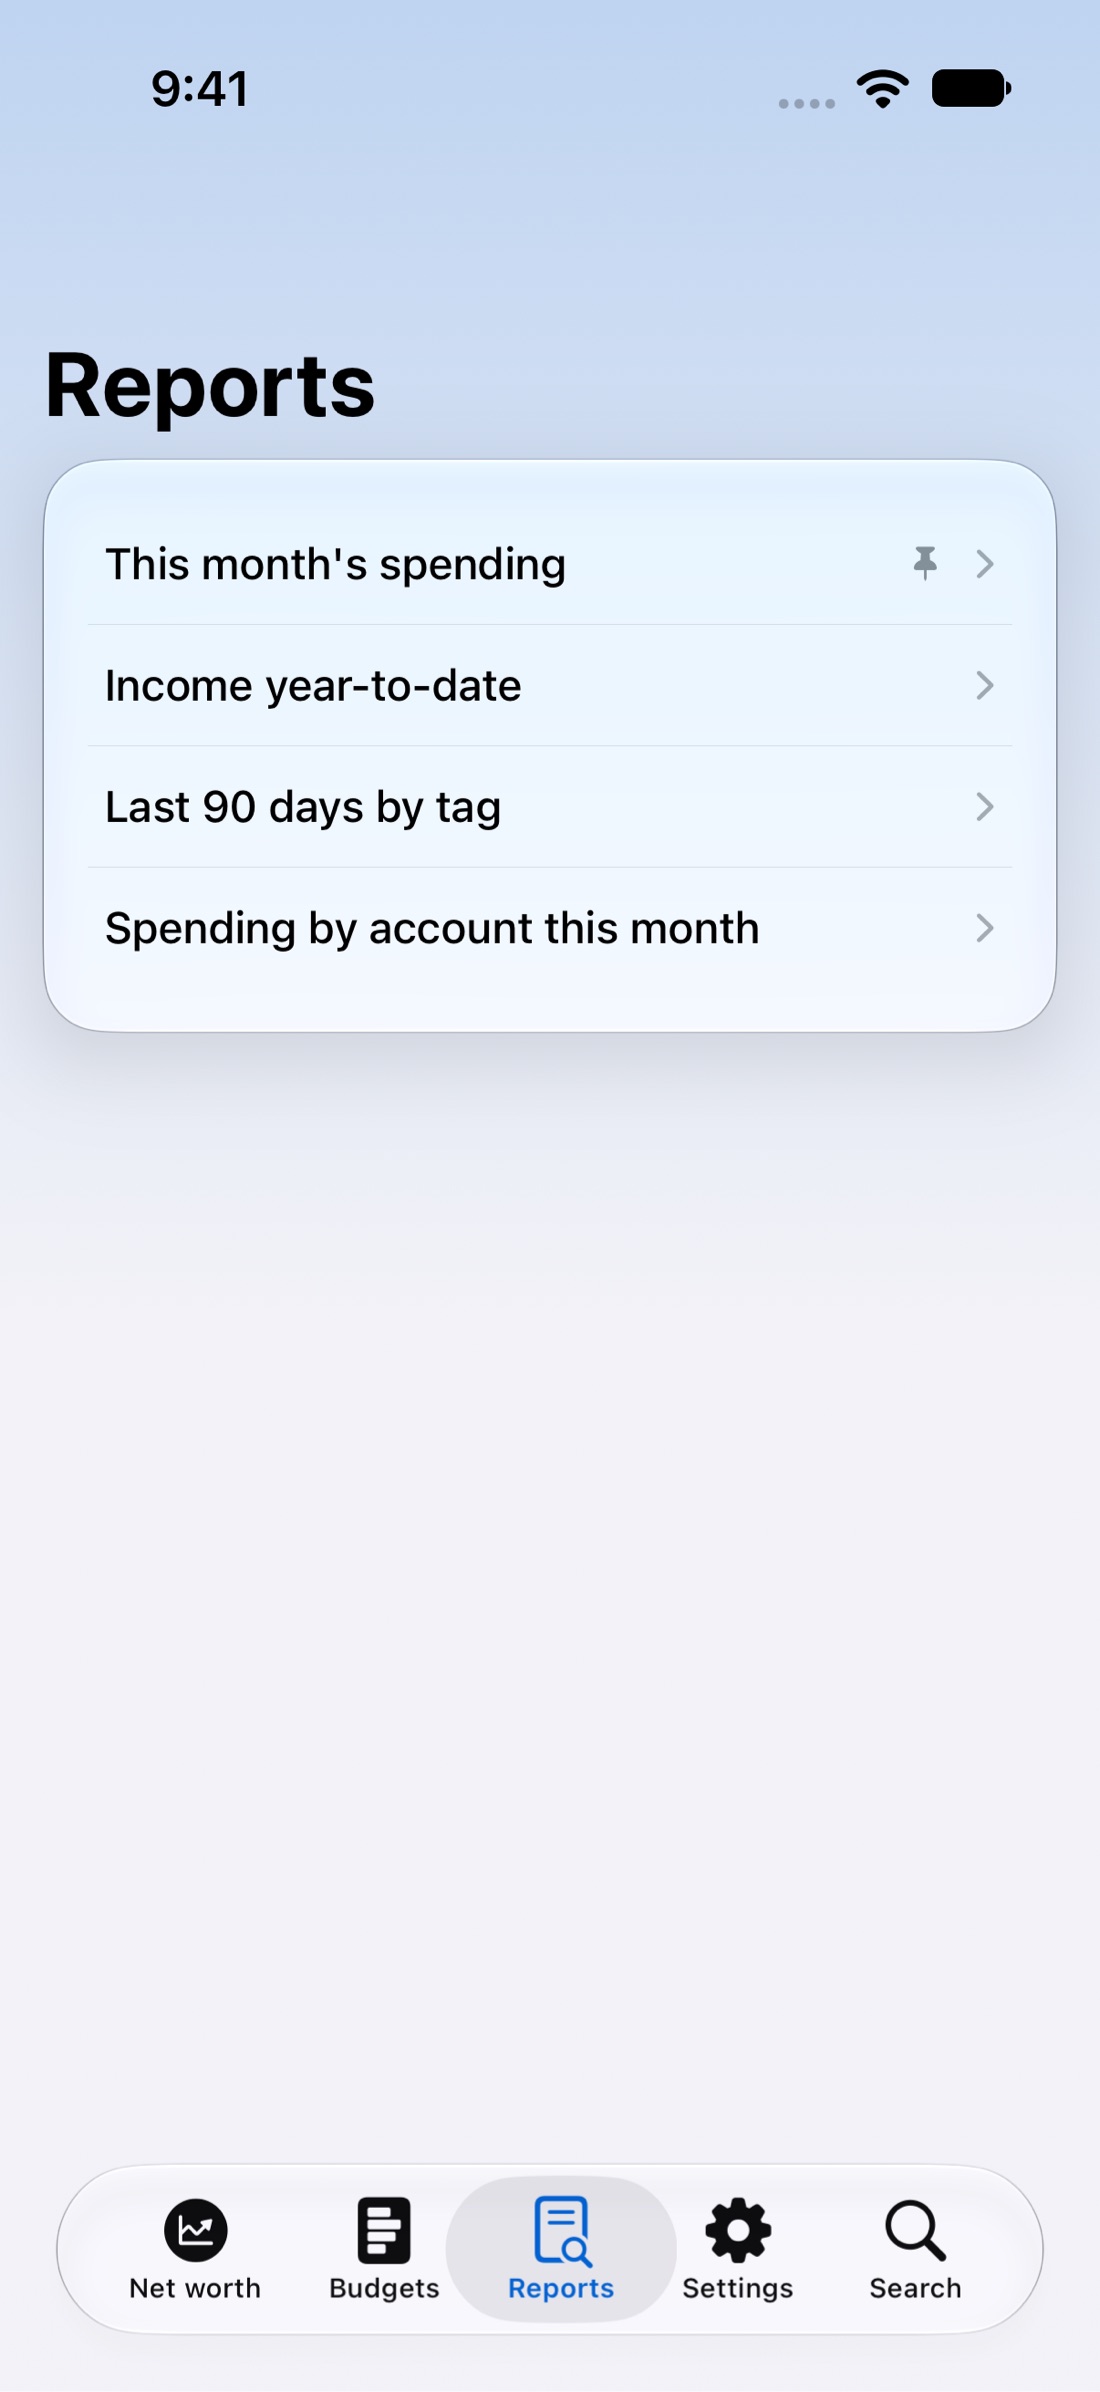 9:41
Reports
This month's spending
Income year-to-date
Last 90 days by tag
Spending by account this month
Net worth
Budgets
Reports
Settings
Search